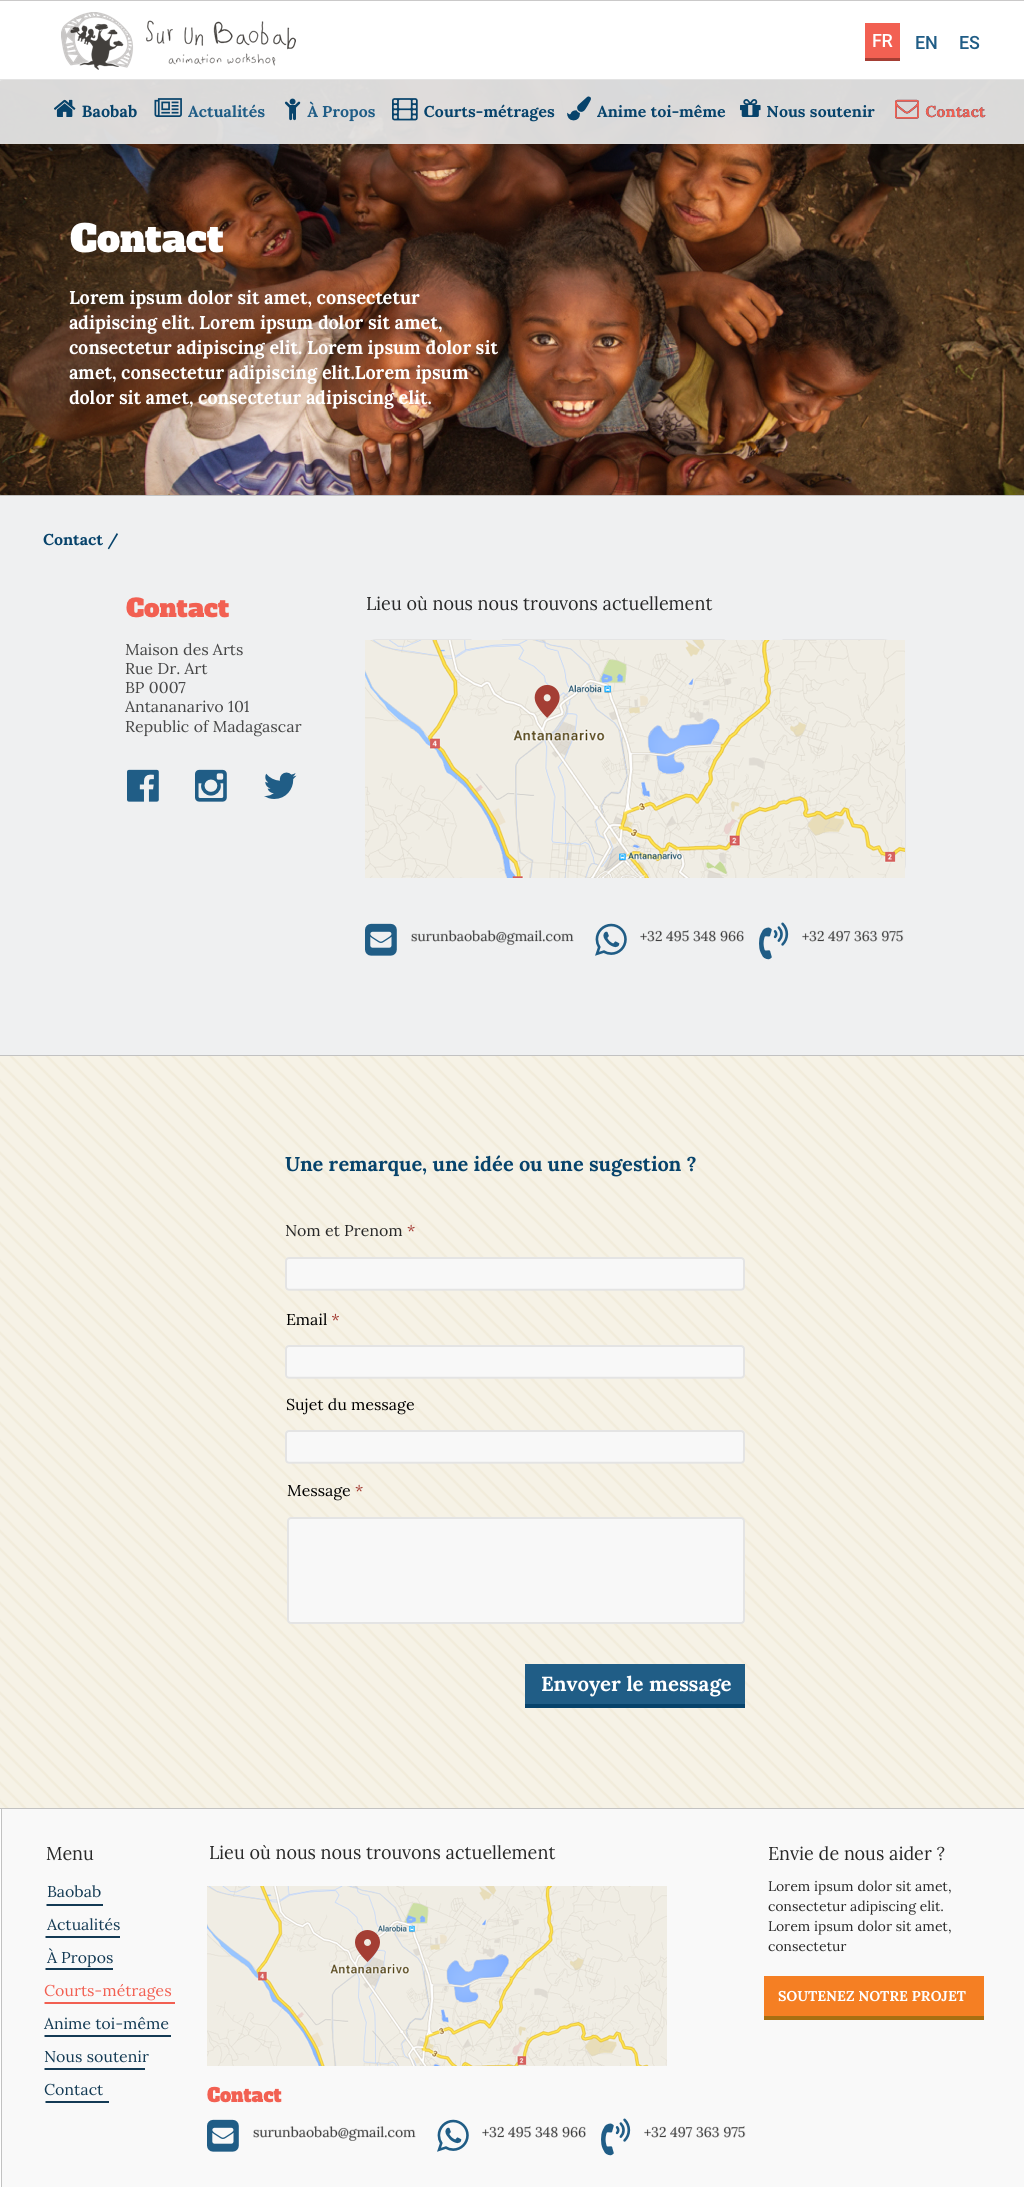 Sur Un Baobab
animation workshop
FR EN ES
Baobab Actualités À Propos Courts-métrages Anime toi-même Nous soutenir Contact
Contact
Lorem ipsum dolor sit amet, consectetur
adipiscing elit. Lorem ipsum dolor sit amet,
consectetur adipiscing elit. Lorem ipsum dolor sit
amet, consectetur adipiscing elit.Lorem ipsum
dolor sit amet, consectetur adipiscing elit.
Contact /
Contact
Maison des Arts
Rue Dr. Art
BP 0007
Antananarivo 101
Republic of Madagascar
Lieu où nous nous trouvons actuellement
Alarobia
Antananarivo
4
3
3
2
2
Antananarivo
surunbaobab@gmail.com +32 495 348 966 +32 497 363 975
Une remarque, une idée ou une sugestion ?
Nom et Prenom *
Email *
Sujet du message
Message *
Envoyer le message
Menu
Baobab
Actualités
À Propos
Courts-métrages
Anime toi-même
Nous soutenir
Contact
Lieu où nous nous trouvons actuellement
Alarobia
Antananarivo
4
3
3
2
Contact
surunbaobab@gmail.com +32 495 348 966 +32 497 363 975
Envie de nous aider ?
Lorem ipsum dolor sit amet,
consectetur adipiscing elit.
Lorem ipsum dolor sit amet,
consectetur
SOUTENEZ NOTRE PROJET